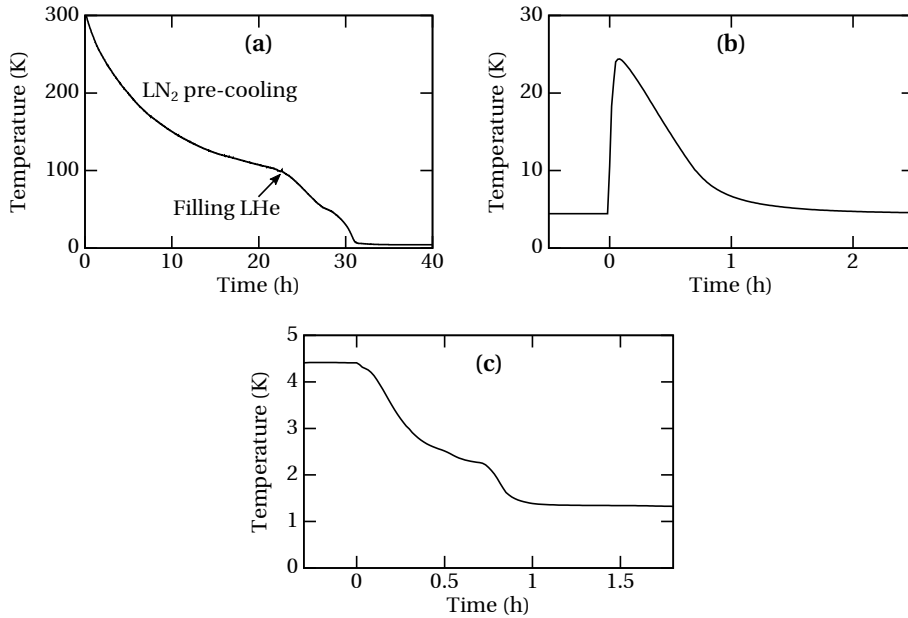 (a)
LN₂ pre-cooling
Filling LHe
Temperature (K)
300
200
100
0
0 10 20 30 40
Time (h)
(b)
Temperature (K)
30
20
10
0
0 1 2
Time (h)
(c)
Temperature (K)
5
4
3
2
1
0
0 0.5 1 1.5
Time (h)